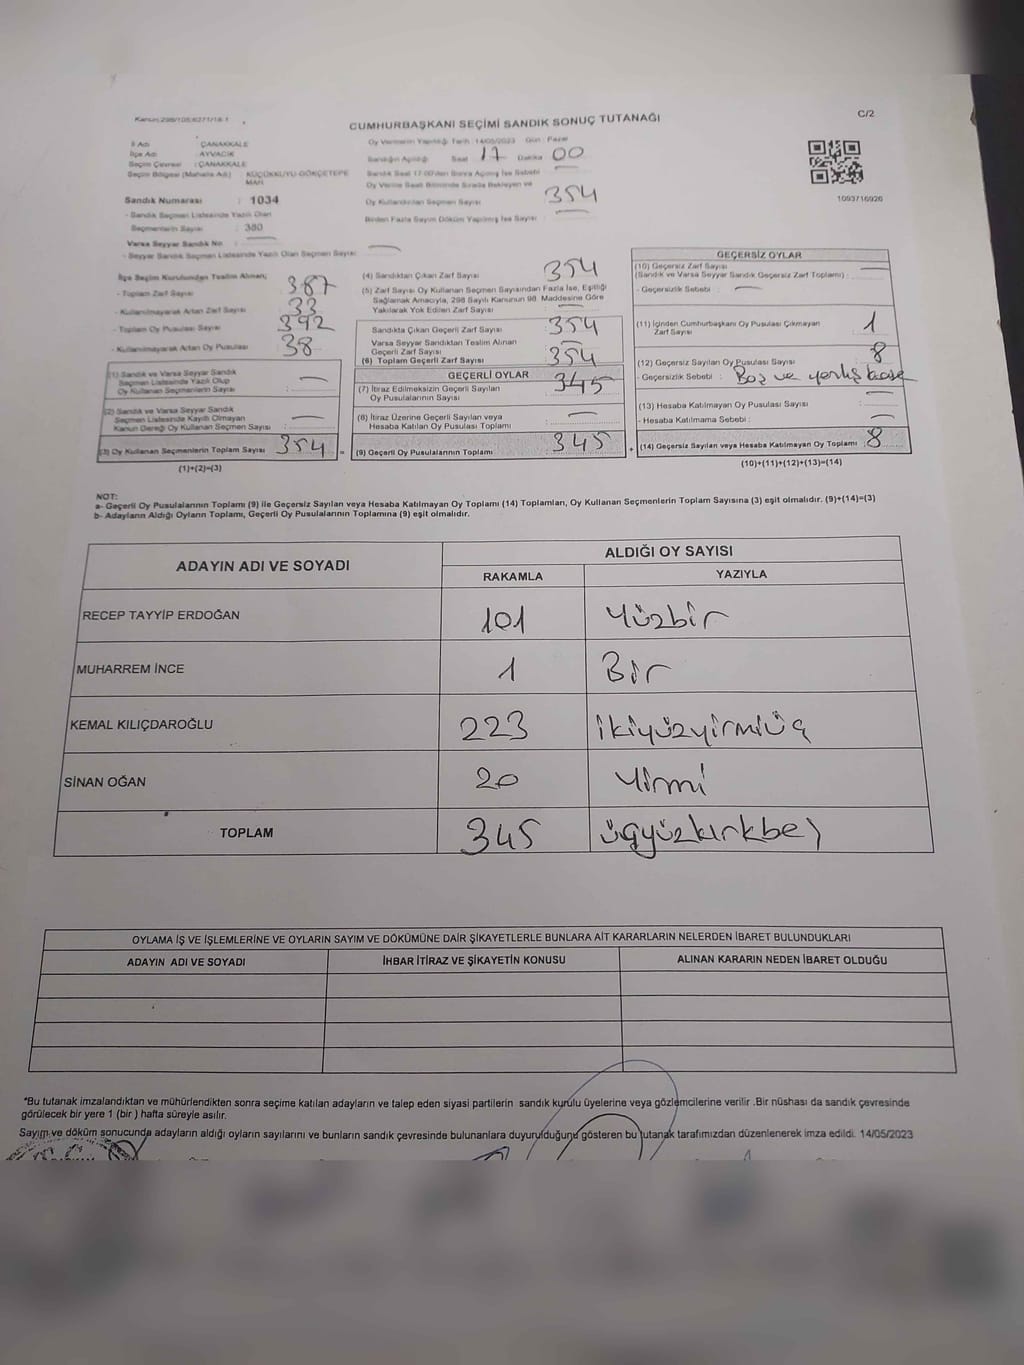 Kanun:298/105;6271/18-1
C/2
CUMHURBAŞKANI SEÇİMİ SANDIK SONUÇ TUTANAĞI
İl Adı : ÇANAKKALE
İlçe Adı : AYVACIK
Seçim Çevresi : ÇANAKKALE
Seçim Bölgesi (Mahalle Adı) : KÜÇÜKKUYU-GÖKÇETEPE MAH.
Sandık Numarası : 1034
- Sandık Seçmen Listesinde Yazılı Olan
Seçmenlerin Sayısı : 380
Varsa Seyyar Sandık No :
- Seyyar Sandık Seçmen Listesinde Yazılı Olan Seçmen Sayısı :
Oy Vermenin Yapıldığı Tarih : 14/05/2023 Gün : Pazar
Sandığın Açıldığı Saat 17 Dakika 00
Sandık Saat 17.00'den Sonra Açılmış İse Sebebi
Oy Verme Saati Bitiminde Sırada Bekleyen ve
Oy Kullandırılan Seçmen Sayısı 354
Birden Fazla Sayım Döküm Yapılmış İse Sayısı :
1093716926
İlçe Seçim Kurulundan Teslim Alınan;
- Toplam Zarf Sayısı : 387
- Kullanılmayarak Artan Zarf Sayısı : 33
- Toplam Oy Pusulası Sayısı : 392
- Kullanılmayarak Artan Oy Pusulası : 38
(1) Sandık ve Varsa Seyyar Sandık
Seçmen Listesinde Yazılı Olup
Oy Kullanan Seçmenlerin Sayısı :
(2) Sandık ve Varsa Seyyar Sandık
Seçmen Listesinde Kayıtlı Olmayan
Kanun Gereği Oy Kullanan Seçmen Sayısı :
(3) Oy Kullanan Seçmenlerin Toplam Sayısı : 354
(1)+(2)=(3)
(4) Sandıktan Çıkan Zarf Sayısı : 354
(5) Zarf Sayısı Oy Kullanan Seçmen Sayısından Fazla İse, Eşitliği
Sağlamak Amacıyla, 298 Sayılı Kanunun 98. Maddesine Göre
Yakılarak Yok Edilen Zarf Sayısı :
Sandıkta Çıkan Geçerli Zarf Sayısı : 354
Varsa Seyyar Sandıktan Teslim Alınan
Geçerli Zarf Sayısı :
(6) Toplam Geçerli Zarf Sayısı : 354
GEÇERLİ OYLAR
(7) İtiraz Edilmeksizin Geçerli Sayılan
Oy Pusulalarının Sayısı : 345
(8) İtiraz Üzerine Geçerli Sayılan veya
Hesaba Katılan Oy Pusulası Toplamı :
(9) Geçerli Oy Pusulalarının Toplamı : 345
GEÇERSİZ OYLAR
(10) Geçersiz Zarf Sayısı
(Sandık ve Varsa Seyyar Sandık Geçersiz Zarf Toplamı) :
- Geçersizlik Sebebi :
(11) İçinden Cumhurbaşkanı Oy Pusulası Çıkmayan
Zarf Sayısı : 1
(12) Geçersiz Sayılan Oy Pusulası Sayısı : 8
- Geçersizlik Sebebi : Boş ve yanlış
(13) Hesaba Katılmayan Oy Pusulası Sayısı :
- Hesaba Katılmama Sebebi :
(14) Geçersiz Sayılan veya Hesaba Katılmayan Oy Toplamı : 8
(10)+(11)+(12)+(13)=(14)
NOT:
a- Geçerli Oy Pusulalarının Toplamı (9) ile Geçersiz Sayılan veya Hesaba Katılmayan Oy Toplamı (14) Toplamları, Oy Kullanan Seçmenlerin Toplam Sayısına (3) eşit olmalıdır. (9)+(14)=(3)
b- Adayların Aldığı Oyların Toplamı, Geçerli Oy Pusulalarının Toplamına (9) eşit olmalıdır.
ADAYIN ADI VE SOYADI
ALDIĞI OY SAYISI
RAKAMLA YAZIYLA
RECEP TAYYİP ERDOĞAN 101 Yüzbir
MUHARREM İNCE 1 Bir
KEMAL KILIÇDAROĞLU 223 ikiyüzyirmiüç
SİNAN OĞAN 20 Yirmi
TOPLAM 345 üçyüzkırkbeş
OYLAMA İŞ VE İŞLEMLERİNE VE OYLARIN SAYIM VE DÖKÜMÜNE DAİR ŞİKAYETLERLE BUNLARA AİT KARARLARIN NELERDEN İBARET BULUNDUKLARI
ADAYIN ADI VE SOYADI İHBAR İTİRAZ VE ŞİKAYETİN KONUSU ALINAN KARARIN NEDEN İBARET OLDUĞU
*Bu tutanak imzalandıktan ve mühürlendikten sonra seçime katılan adayların ve talep eden siyasi partilerin sandık kurulu üyelerine veya gözlemcilerine verilir .Bir nüshası da sandık çevresinde
görülecek bir yere 1 (bir ) hafta süreyle asılır.
Sayım ve döküm sonucunda adayların aldığı oyların sayılarını ve bunların sandık çevresinde bulunanlara duyurulduğunu gösteren bu tutanak tarafımızdan düzenlenerek imza edildi. 14/05/2023